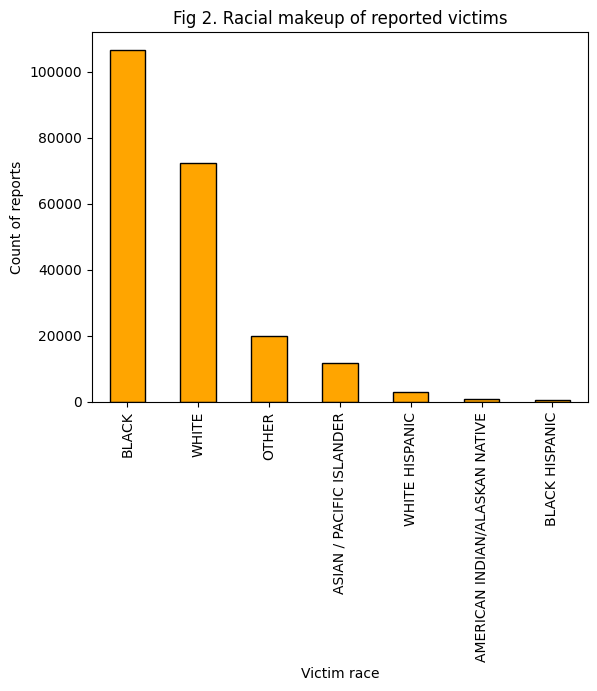 Fig 2. Racial makeup of reported victims
Count of reports
100000
80000
60000
40000
20000
0
BLACK
WHITE
OTHER
ASIAN / PACIFIC ISLANDER
WHITE HISPANIC
AMERICAN INDIAN/ALASKAN NATIVE
BLACK HISPANIC
Victim race